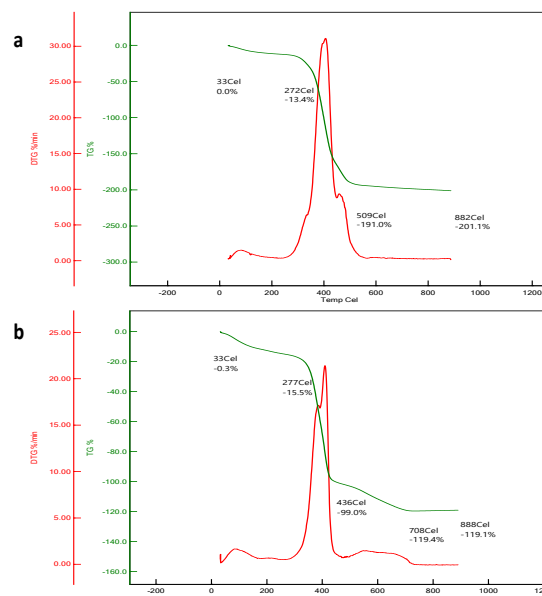 a
DTG %/min
30.00
25.00
20.00
15.00
10.00
5.00
0.00
TG %
0.0
-50.0
-100.0
-150.0
-200.0
-250.0
-300.0
33Cel
0.0%
272Cel
-13.4%
509Cel
-191.0%
882Cel
-201.1%
-200 0 200 400 600 800 1000 1200
Temp Cel
b
DTG %/min
25.00
20.00
15.00
10.00
5.00
0.00
TG %
0.0
-20.0
-40.0
-60.0
-80.0
-100.0
-120.0
-140.0
-160.0
33Cel
-0.3%
277Cel
-15.5%
436Cel
-99.0%
708Cel
-119.4%
888Cel
-119.1%
-200 0 200 400 600 800 1000 1200